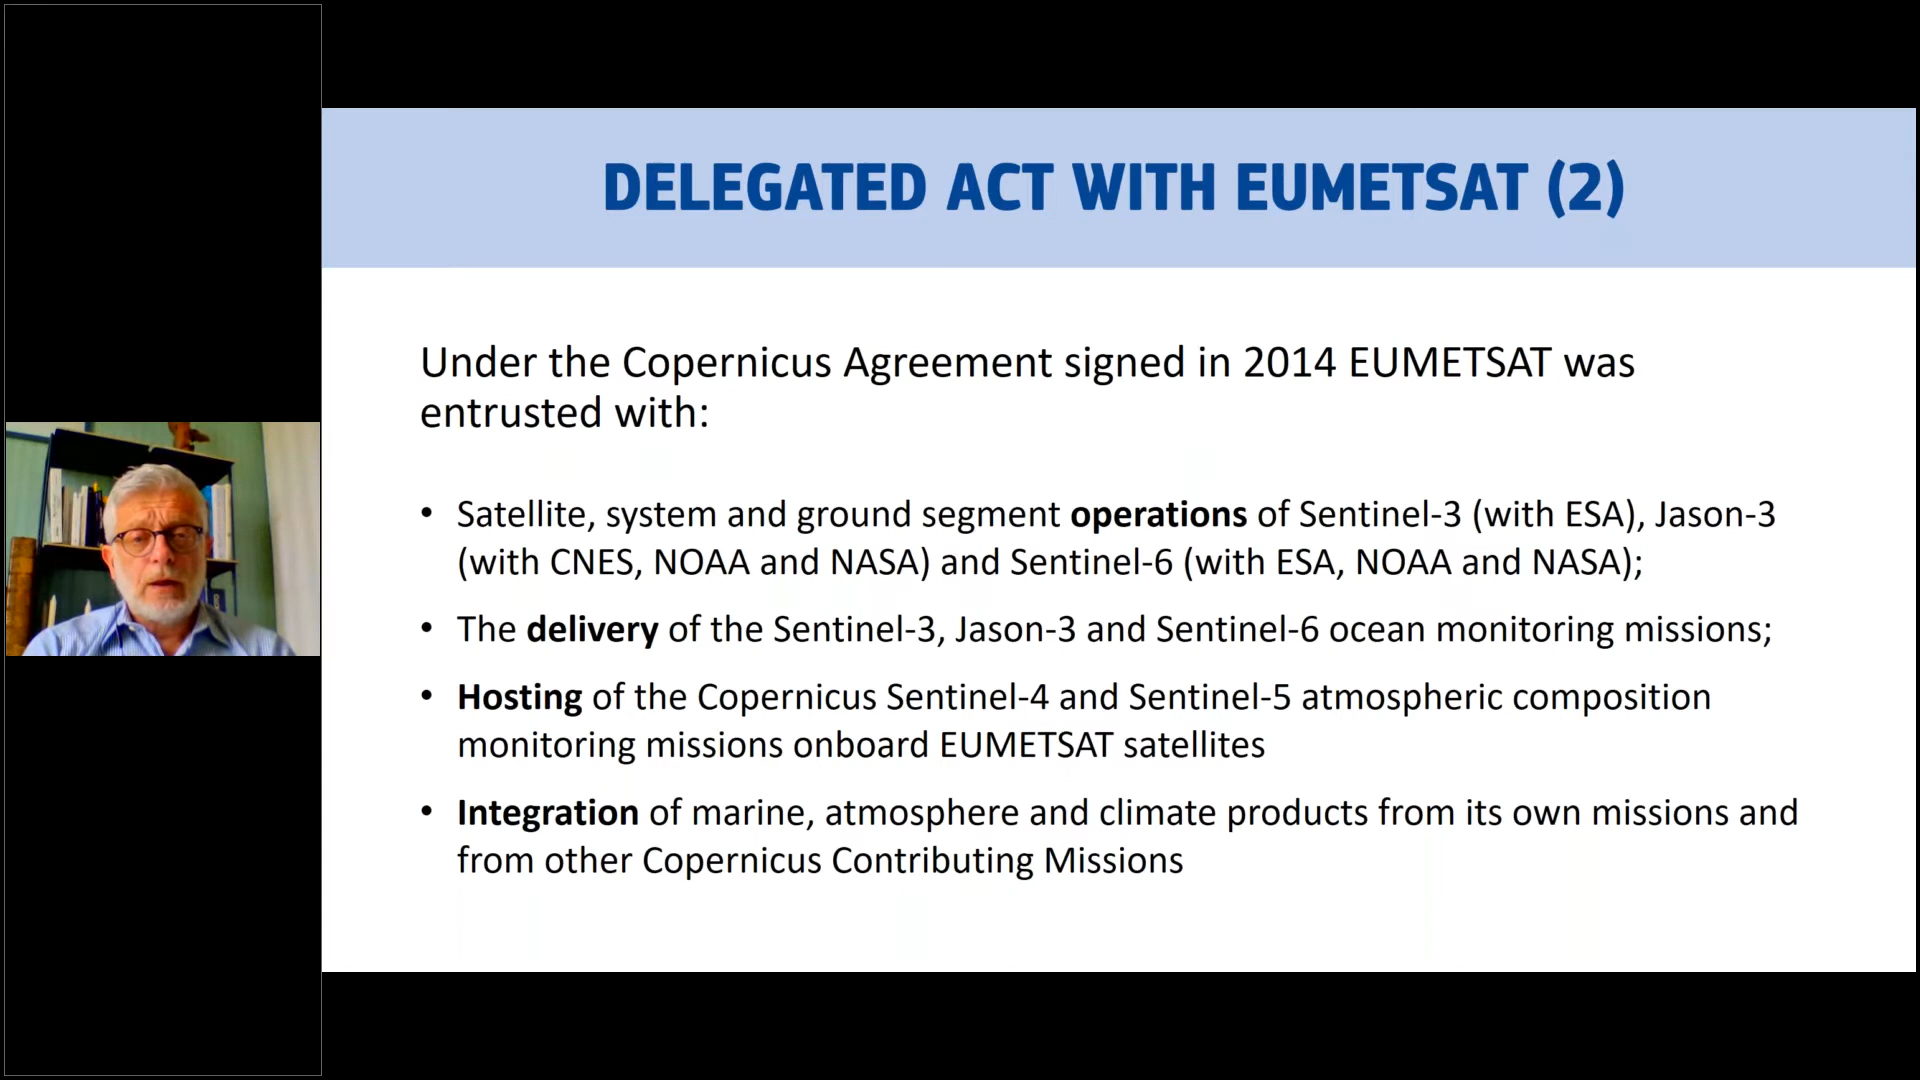 DELEGATED ACT WITH EUMETSAT (2)
Under the Copernicus Agreement signed in 2014 EUMETSAT was
entrusted with:
• Satellite, system and ground segment operations of Sentinel-3 (with ESA), Jason-3
(with CNES, NOAA and NASA) and Sentinel-6 (with ESA, NOAA and NASA);
• The delivery of the Sentinel-3, Jason-3 and Sentinel-6 ocean monitoring missions;
• Hosting of the Copernicus Sentinel-4 and Sentinel-5 atmospheric composition
monitoring missions onboard EUMETSAT satellites
• Integration of marine, atmosphere and climate products from its own missions and
from other Copernicus Contributing Missions